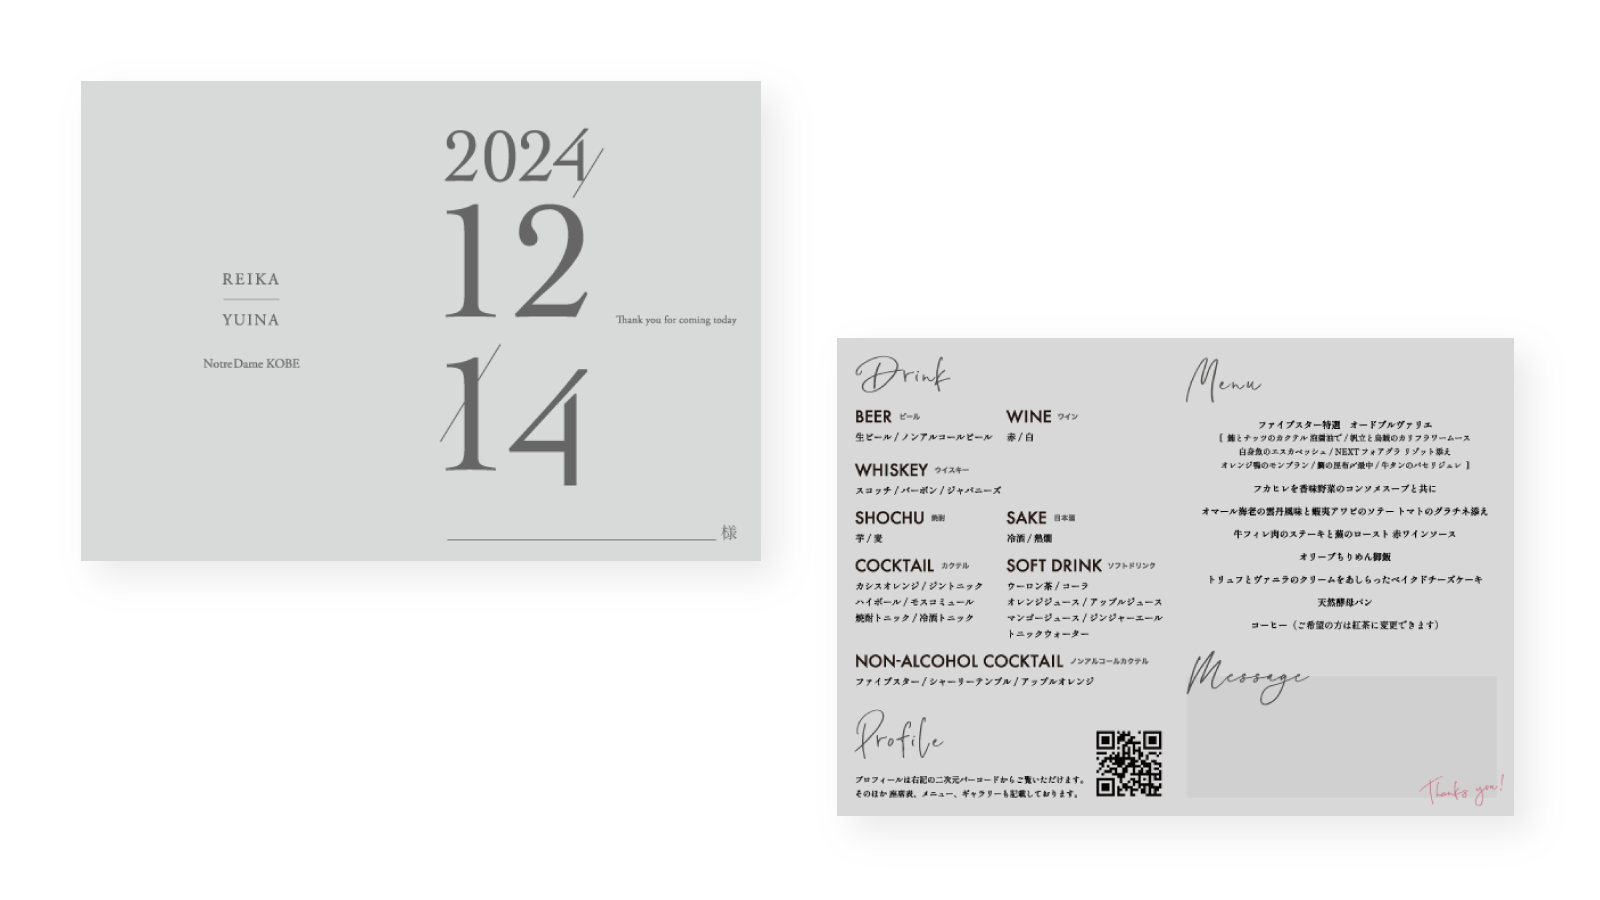 REIKA
YUINA
NotreDame KOBE
2024
12
14
Thank you for coming today
様
Drink
BEER ビール
生ビール / ノンアルコールビール
WINE ワイン
赤 / 白
WHISKEY ウイスキー
スコッチ / バーボン / ジャパニーズ
SHOCHU 焼酎
芋 / 麦
SAKE 日本酒
冷酒 / 熱燗
COCKTAIL カクテル
カシスオレンジ / ジントニック
ハイボール / モスコミュール
焼酎トニック / 冷酒トニック
SOFT DRINK ソフトドリンク
ウーロン茶 / コーラ
オレンジジュース / アップルジュース
マンゴージュース / ジンジャーエール
トニックウォーター
NON-ALCOHOL COCKTAIL ノンアルコールカクテル
ファイブスター / シャーリーテンプル / アップルオレンジ
Profile
プロフィールは右記の二次元バーコードからご覧いただけます。
そのほか 座席表、メニュー、ギャラリーも記載しております。
Menu
ファイブスター特選 オードブルヴァリエ
とナッツのカクテル 泡醤油で / 帆立と烏賊のカリフラワームース
白身魚のエスカベッシュ / NEXTフォアグラ リゾット添え
オレンジ鴨のモンブラン / 鯛の昆布〆最中 / 牛タンのパセリジュレ ］
フカヒレを香味野菜のコンソメスープと共に
オマール海老の雲丹風味と蝦夷アワビのソテー トマトのグラチネ添え
牛フィレ肉のステーキと蕪のロースト 赤ワインソース
オリーブちりめん御飯
トリュフとヴァニラのクリームをあしらったベイクドチーズケーキ
天然酵母パン
コーヒー（ご希望の方は紅茶に変更できます）
Message
Thanks you!